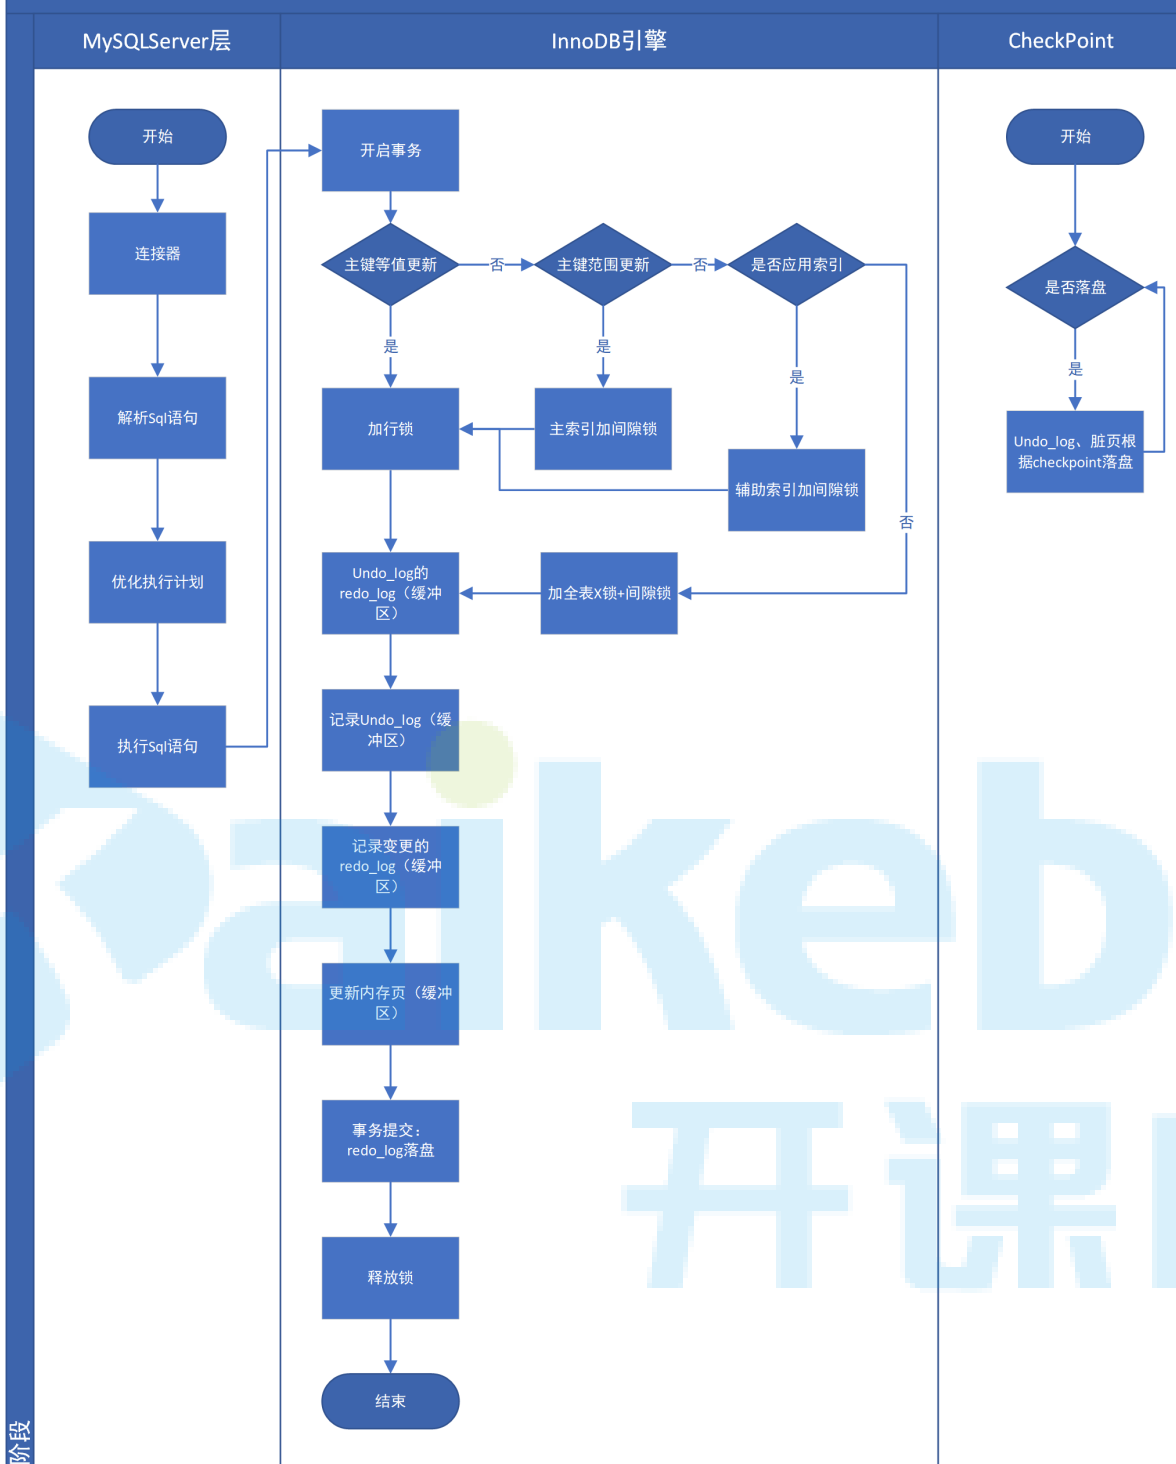 MySQLServer层
InnoDB引擎
CheckPoint
开始
连接器
解析Sql语句
优化执行计划
执行Sql语句
开启事务
主键等值更新
否
主键范围更新
否
是否应用索引
是
是
是
否
加行锁
主索引加间隙锁
辅助索引加间隙锁
Undo_log的
redo_log（缓冲
区）
加全表X锁+间隙锁
记录Undo_log（缓
冲区）
记录变更的
redo_log（缓冲
区）
更新内存页（缓冲
区）
事务提交：
redo_log落盘
释放锁
结束
开始
是否落盘
是
Undo_log、脏页根
据checkpoint落盘
阶段
aikeb
开课